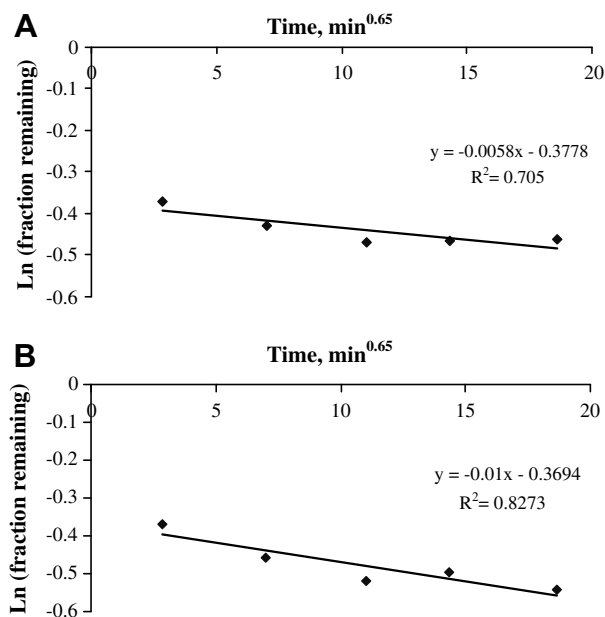 A
Time, min^0.65
0
0 5 10 15 20
-0.1
-0.2
-0.3
-0.4
-0.5
-0.6
Ln (fraction remaining)
y = -0.0058x - 0.3778
R²= 0.705
B
Time, min^0.65
0
0 5 10 15 20
-0.1
-0.2
-0.3
-0.4
-0.5
-0.6
Ln (fraction remaining)
y = -0.01x - 0.3694
R²= 0.8273